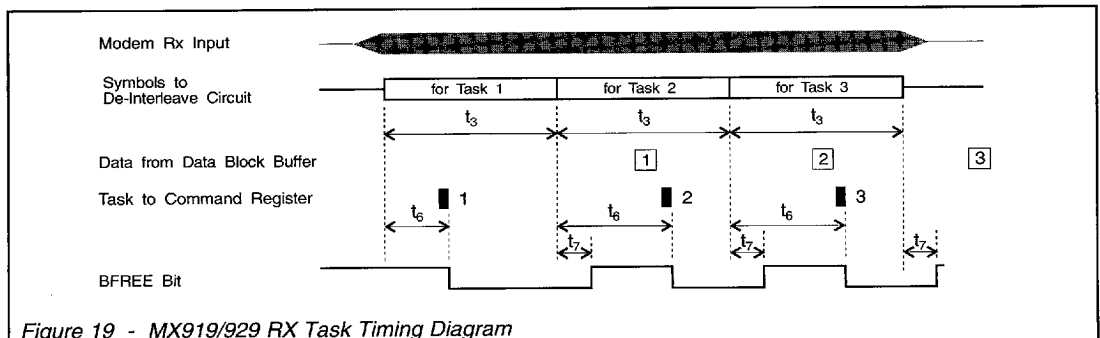 Modem Rx Input
Symbols to
De-Interleave Circuit
for Task 1 for Task 2 for Task 3
t3 t3 t3
Data from Data Block Buffer 1 2 3
Task to Command Register 1 2 3
t6 t6 t6
t7 t7 t7
BFREE Bit
Figure 19 - MX919/929 RX Task Timing Diagram